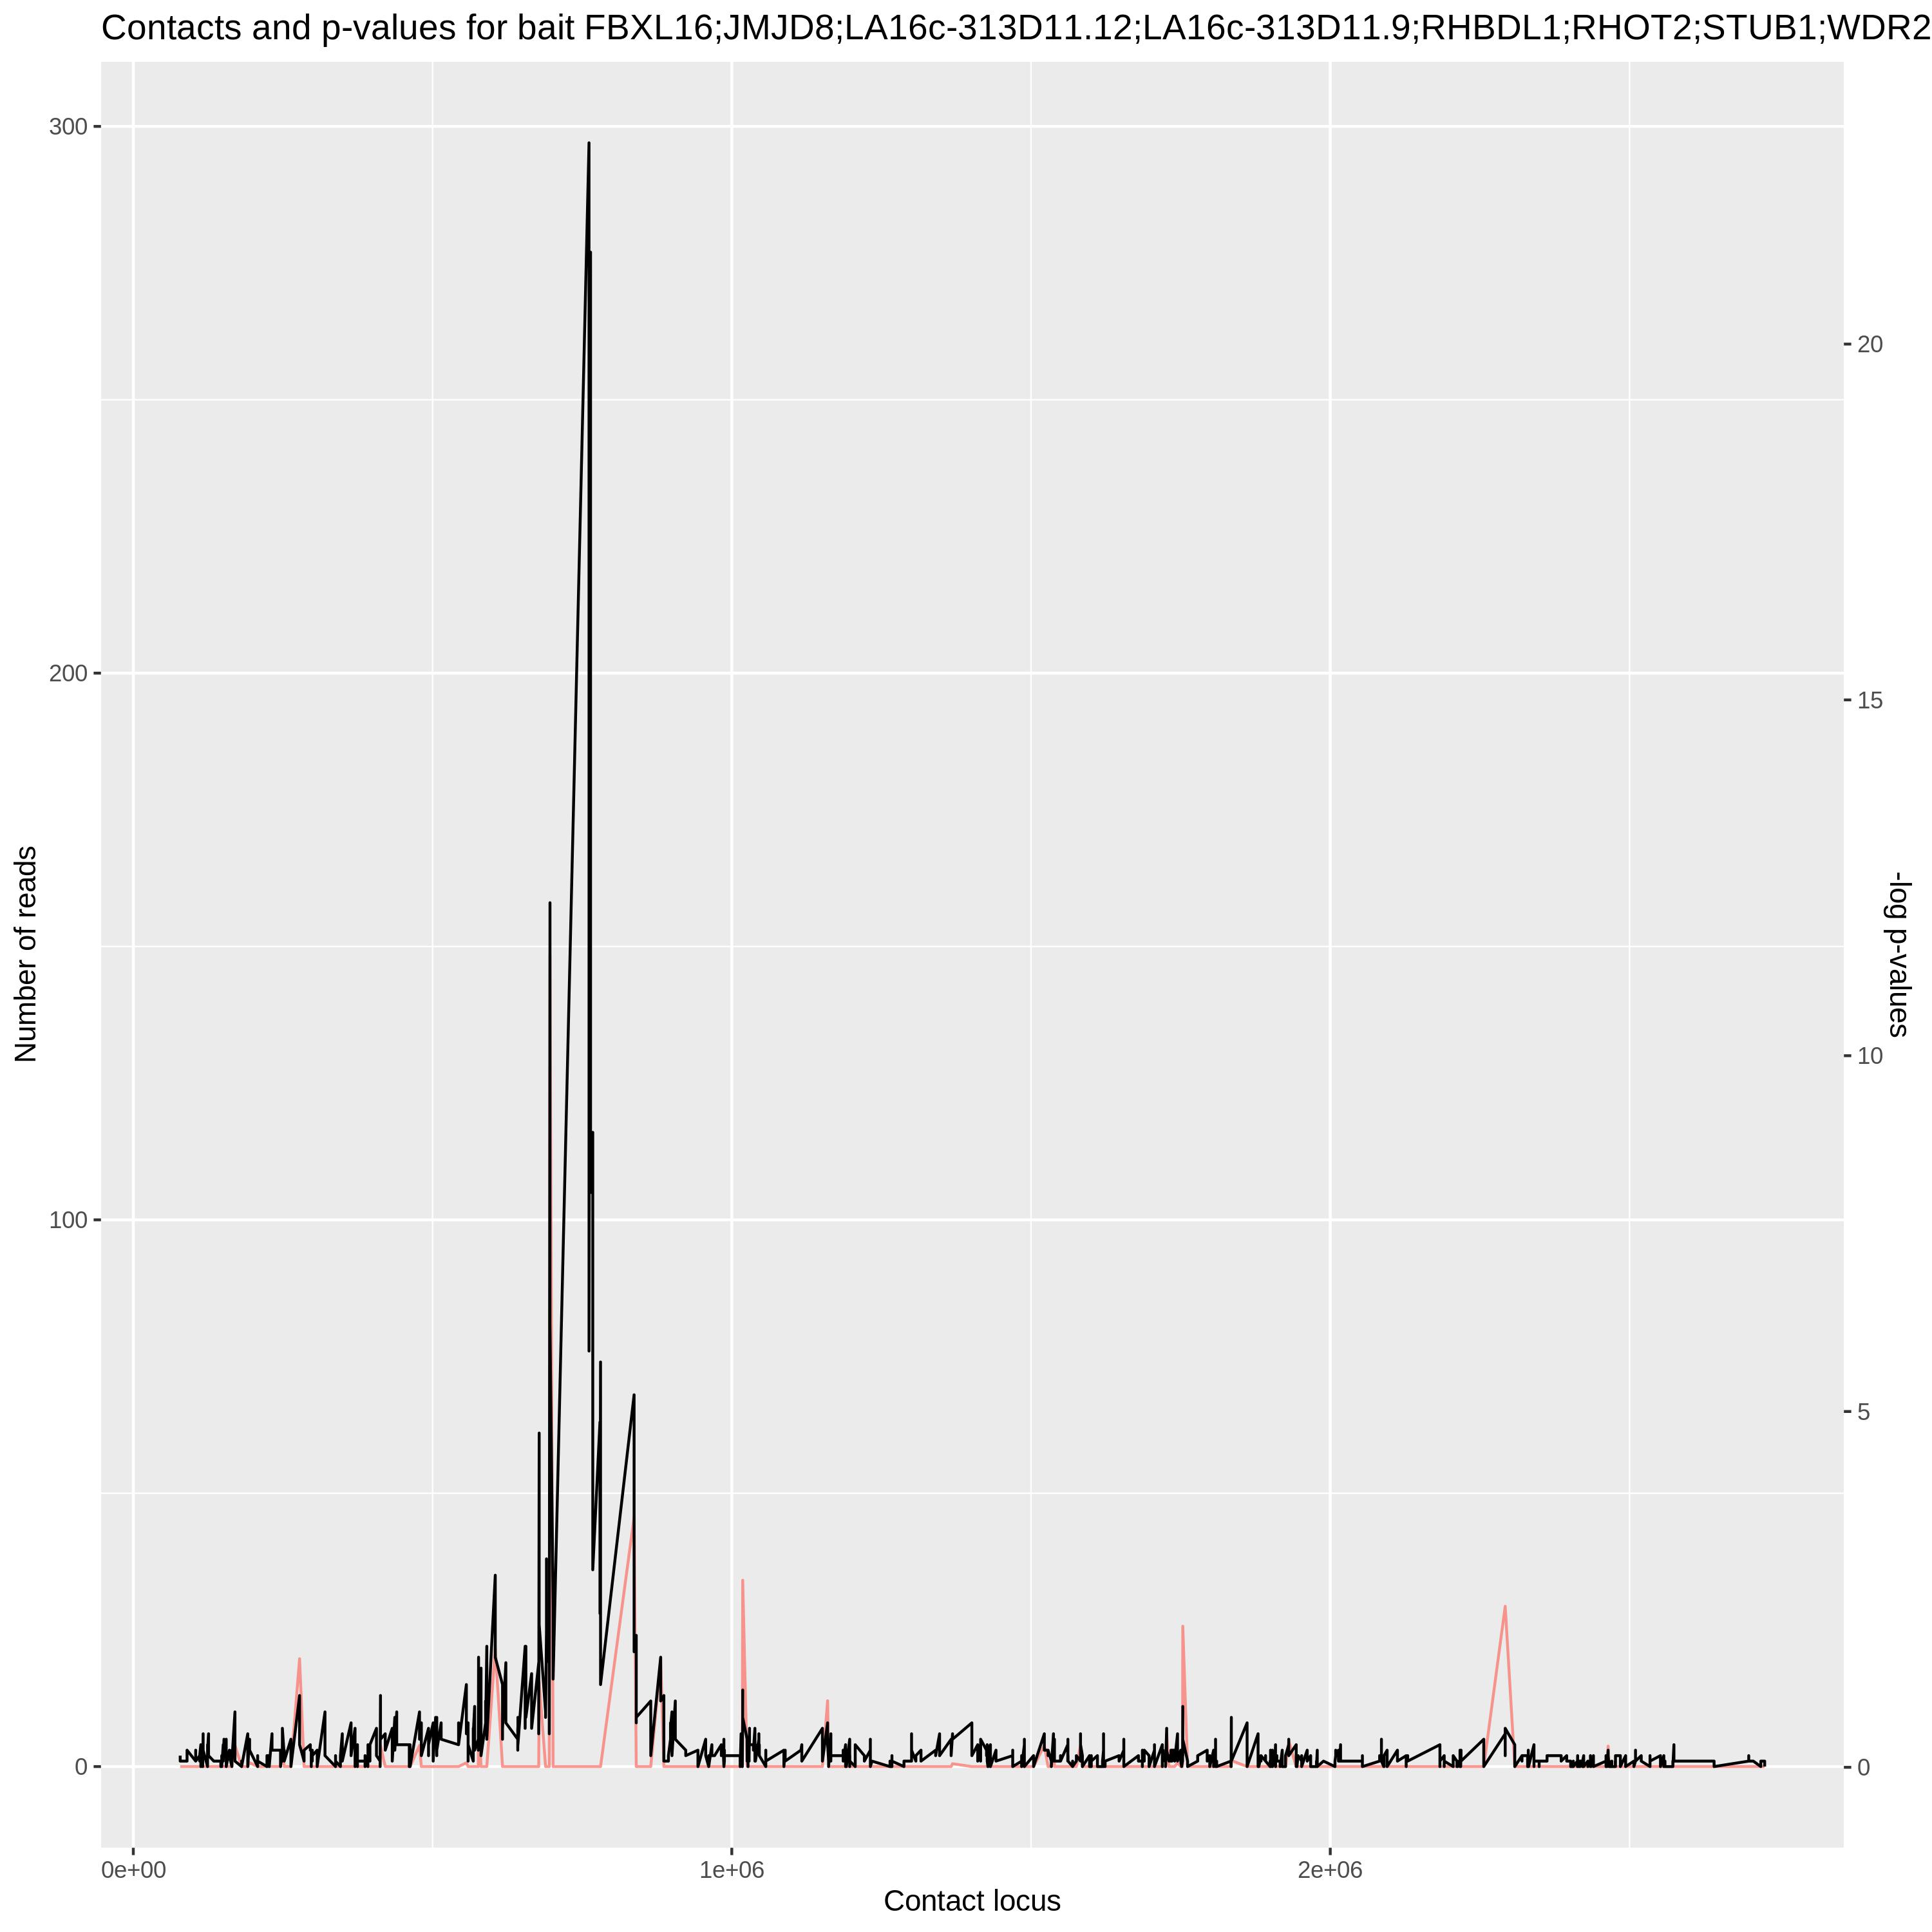 Contacts and p-values for bait FBXL16;JMJD8;LA16c-313D11.12;LA16c-313D11.9;RHBDL1;RHOT2;STUB1;WDR2
300
200
100
0
Number of reads
20
15
10
5
0
-log p-values
0e+00
1e+06
2e+06
Contact locus